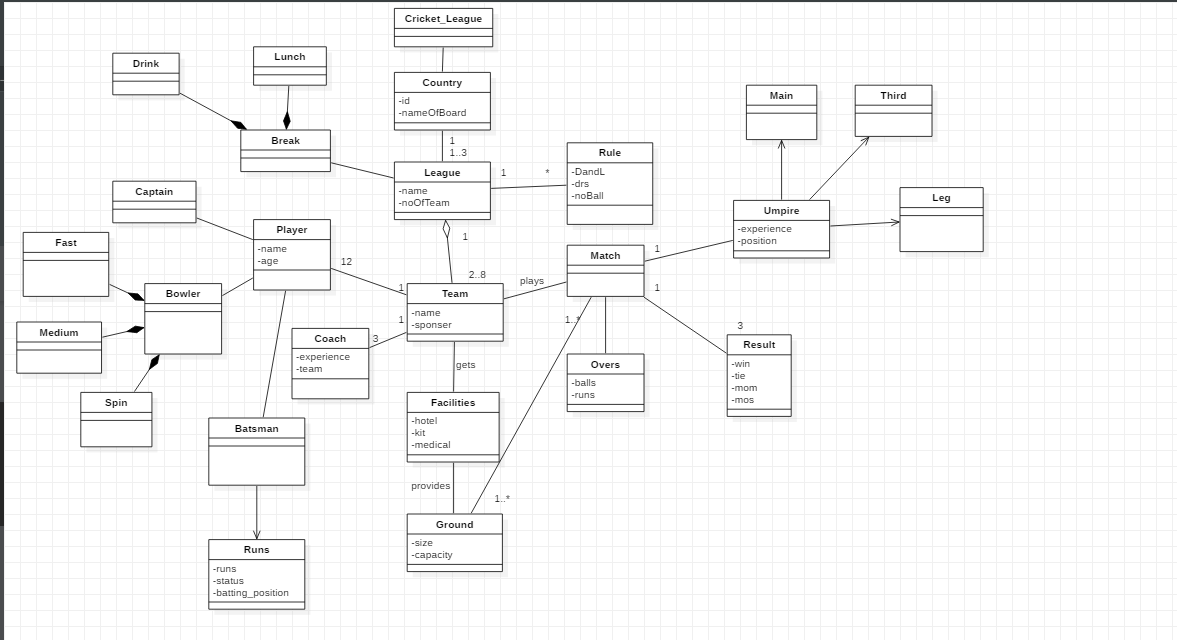 Cricket_League
Drink
Lunch
Country
-id
-nameOfBoard
1
1..3
Break
League
-name
-noOfTeam
1
*
Rule
-DandL
-drs
-noBall
Main
Third
Umpire
-experience
-position
Leg
Captain
Player
-name
-age
12
1
1
2..8
plays
Match
1
1
Fast
Bowler
Medium
Spin
Team
-name
-sponser
1
3
Coach
-experience
-team
gets
1..*
Overs
-balls
-runs
3
Result
-win
-tie
-mom
-mos
Facilities
-hotel
-kit
-medical
Batsman
provides
1..*
Ground
-size
-capacity
Runs
-runs
-status
-batting_position